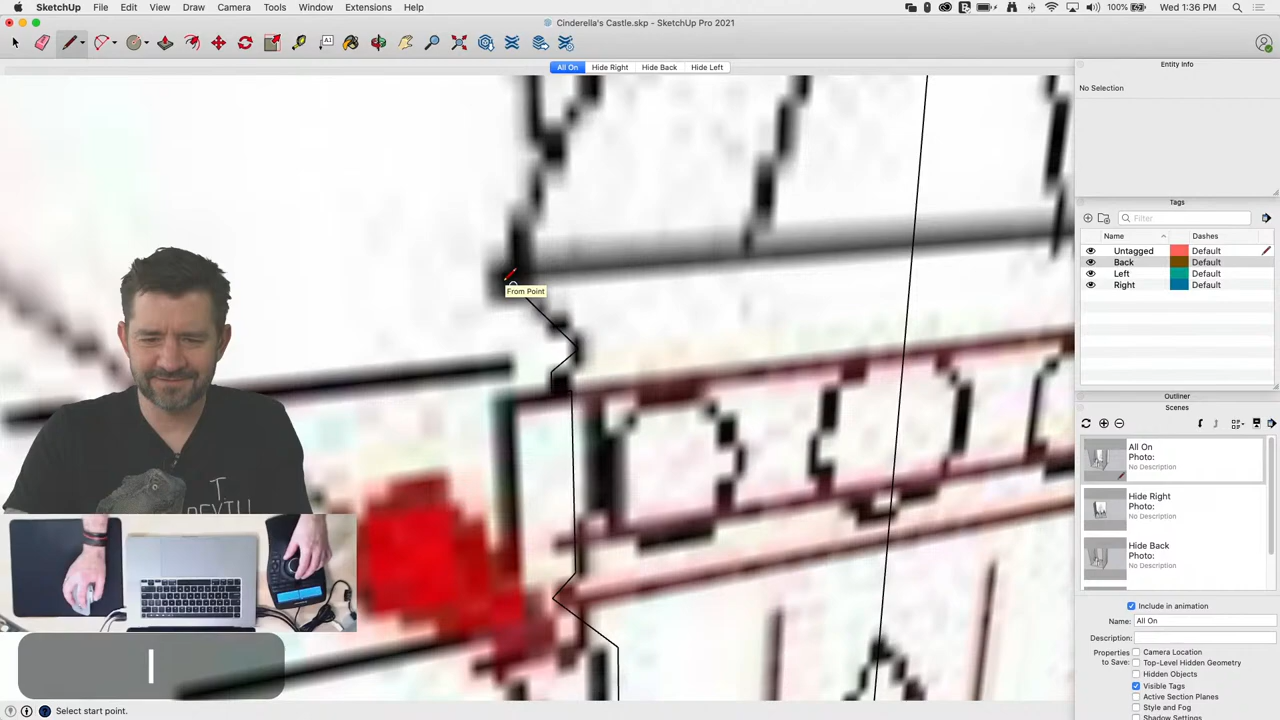 SketchUp File Edit View Draw Camera Tools Window Extensions Help 100% Wed 1:36 PM
Cinderella's Castle.skp - SketchUp Pro 2021
All On Hide Right Hide Back Hide Left
Entity Info
No Selection
Tags
Filter
Name Dashes
Untagged Default
Back Default
Left Default
Right Default
Outliner
Scenes
All On
Photo:
No Description
Hide Right
Photo:
No Description
Hide Back
Photo:
No Description
Include in animation
Name: All On
Description:
Properties to Save:
Camera Location
Top-Level Hidden Geometry
Hidden Objects
Visible Tags
Active Section Planes
Style and Fog
Shadow Settings
From Point
l
Select start point.